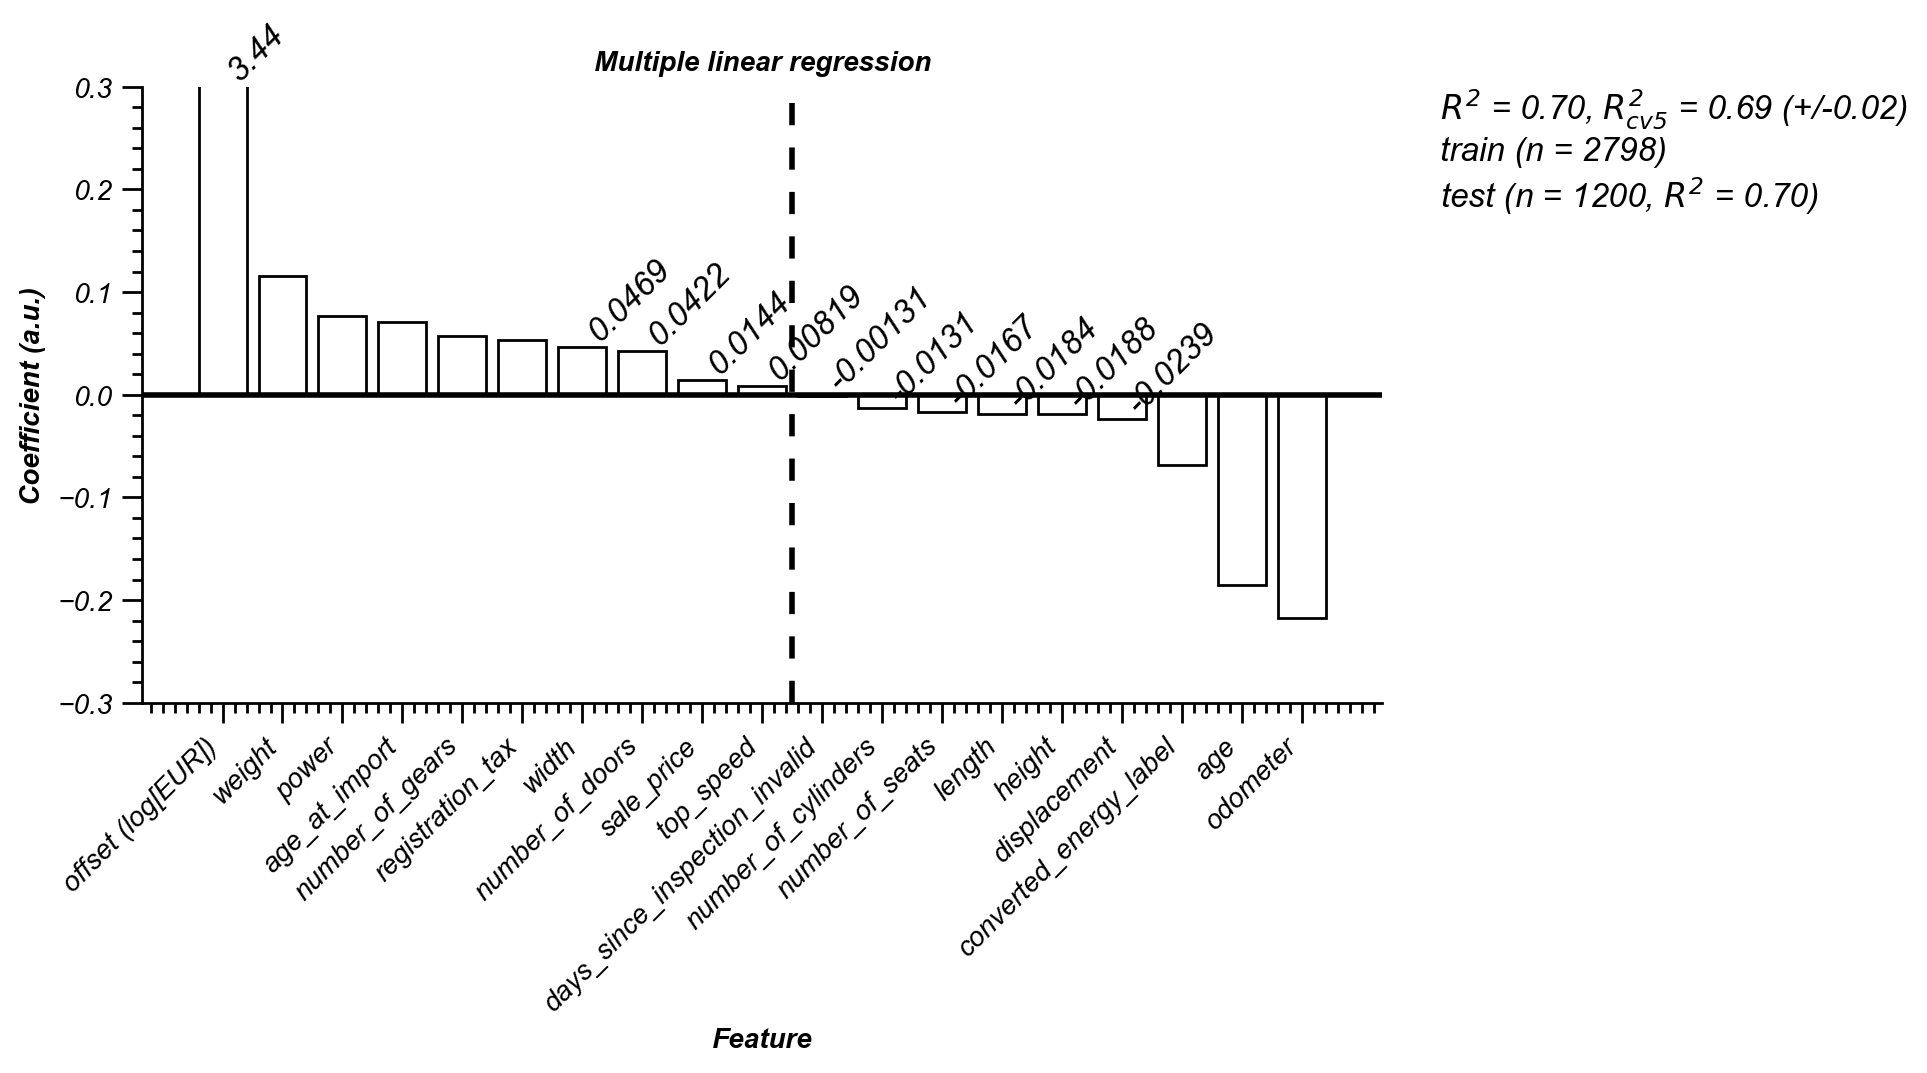 Multiple linear regression
R² = 0.70, R²cv5 = 0.69 (+/-0.02)
train (n = 2798)
test (n = 1200, R² = 0.70)
Coefficient (a.u.)
0.3
0.2
0.1
0.0
−0.1
−0.2
−0.3
3.44
0.0469
0.0422
0.0144
0.00819
-0.00131
-0.0131
-0.0167
-0.0184
-0.0188
-0.0239
offset (log[EUR])
weight
power
age_at_import
number_of_gears
registration_tax
width
number_of_doors
sale_price
top_speed
days_since_inspection_invalid
number_of_cylinders
number_of_seats
length
height
displacement
converted_energy_label
age
odometer
Feature